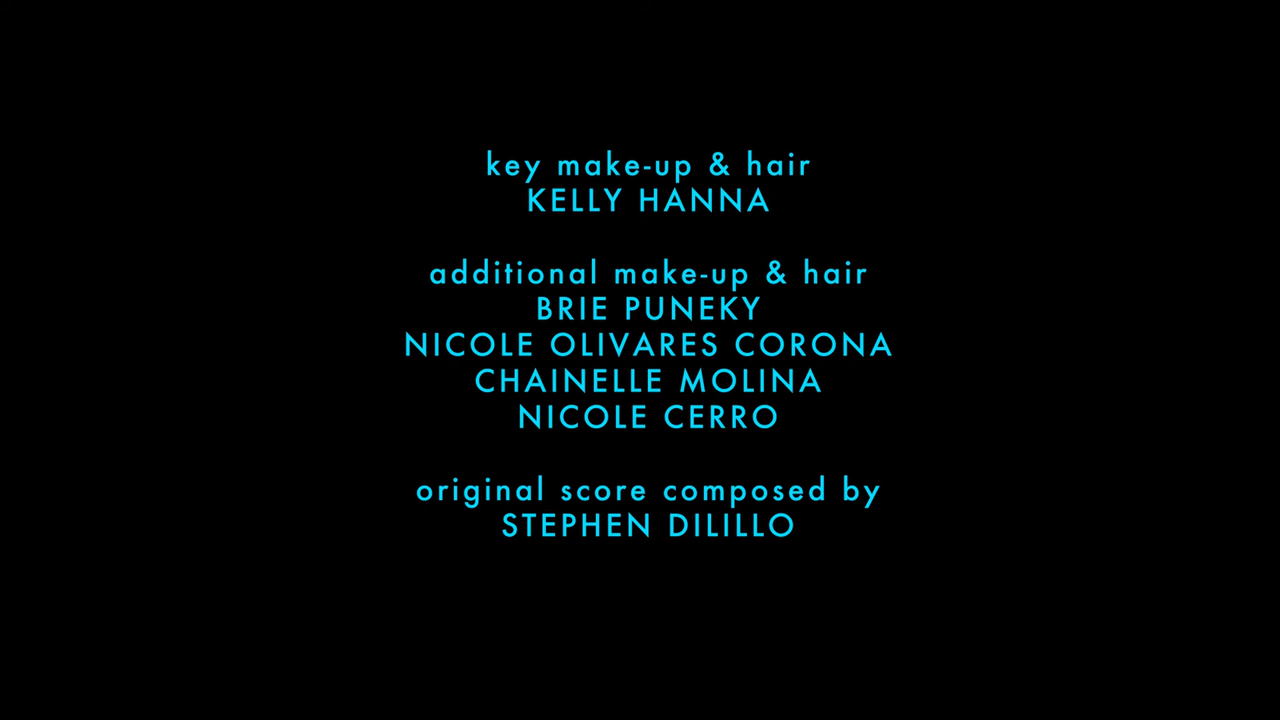 key make-up & hair
KELLY HANNA
additional make-up & hair
BRIE PUNEKY
NICOLE OLIVARES CORONA
CHAINELLE MOLINA
NICOLE CERRO
original score composed by
STEPHEN DILILLO